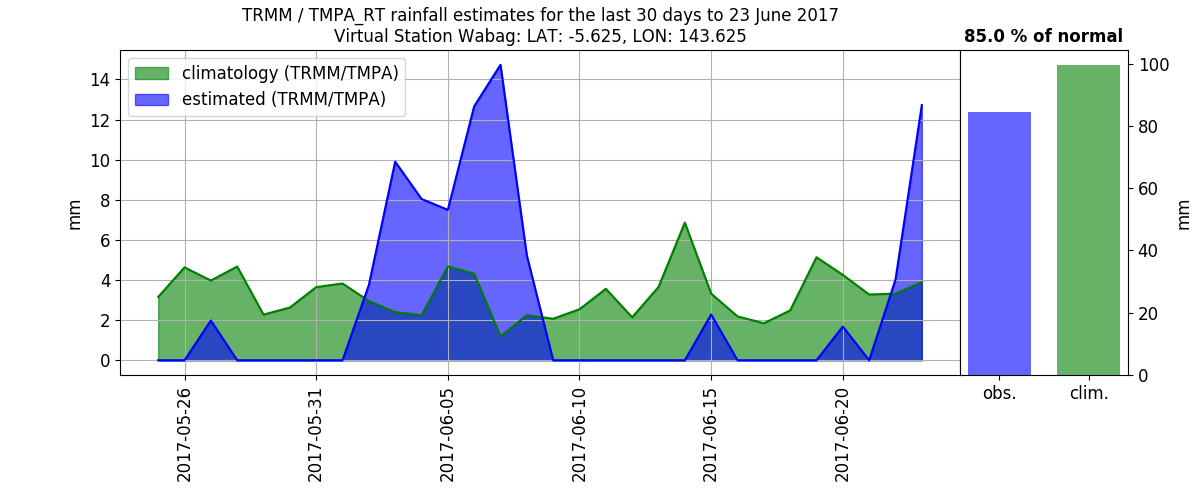 TRMM / TMPA_RT rainfall estimates for the last 30 days to 23 June 2017
Virtual Station Wabag: LAT: -5.625, LON: 143.625
85.0 % of normal
climatology (TRMM/TMPA)
estimated (TRMM/TMPA)
mm
14
12
10
8
6
4
2
0
2017-05-26
2017-05-31
2017-06-05
2017-06-10
2017-06-15
2017-06-20
100
80
60
40
20
0
mm
obs.
clim.